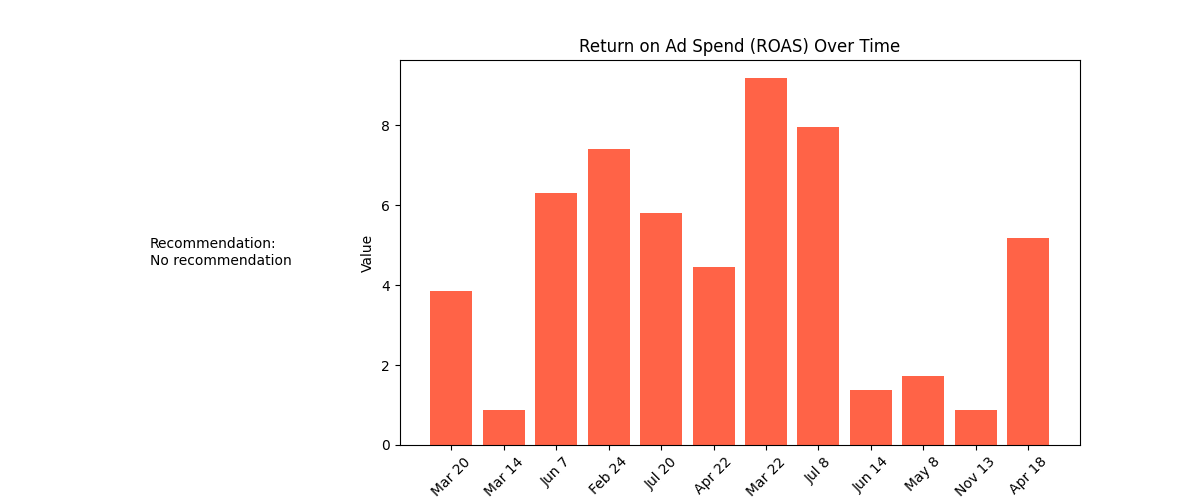 Return on Ad Spend (ROAS) Over Time
Recommendation:
No recommendation
Value
8
6
4
2
0
Mar 20
Mar 14
Jun 7
Feb 24
Jul 20
Apr 22
Mar 22
Jul 8
Jun 14
May 8
Nov 13
Apr 18